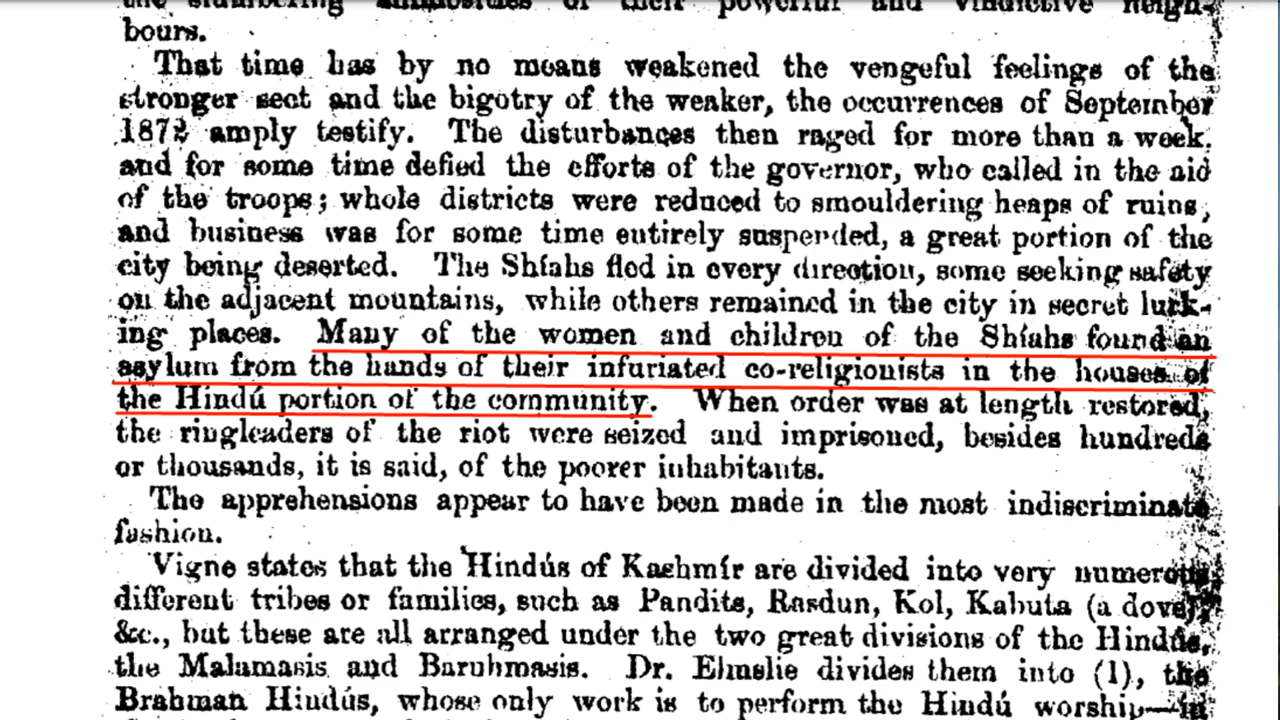 the slumbering animosities of their powerful and vindictive neigh-
bours.
That time has by no means weakened the vengeful feelings of the
stronger sect and the bigotry of the weaker, the occurrences of September
1872 amply testify. The disturbances then raged for more than a week,
and for some time defied the efforts of the governor, who called in the aid
of the troops; whole districts were reduced to smouldering heaps of ruins,
and business was for some time entirely suspended, a great portion of the
city being deserted. The Shíahs fled in every direction, some seeking safety
on the adjacent mountains, while others remained in the city in secret lurk-
ing places. Many of the women and children of the Shíahs found an
asylum from the hands of their infuriated co-religionists in the houses of
the Hindú portion of the community. When order was at length restored,
the ringleaders of the riot were seized and imprisoned, besides hundreds
or thousands, it is said, of the poorer inhabitants.
The apprehensions appear to have been made in the most indiscriminate
fashion.
Vigne states that the Hindús of Kashmír are divided into very numerous
different tribes or families, such as Pandits, Rasdun, Kol, Kabuta (a dove),
&c., but these are all arranged under the two great divisions of the Hindús,
the Malamasis and Baruhmasis. Dr. Elmslie divides them into (1), the
Brahman Hindús, whose only work is to perform the Hindú worship—in